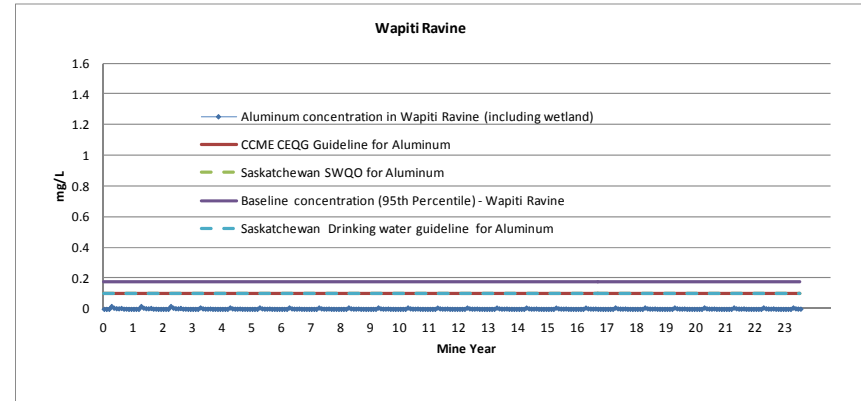 Wapiti Ravine
1.6
1.4
1.2
1
0.8
0.6
0.4
0.2
0
mg/L
Aluminum concentration in Wapiti Ravine (including wetland)
CCME CEQG Guideline for Aluminum
Saskatchewan SWQO for Aluminum
Baseline concentration (95th Percentile) - Wapiti Ravine
Saskatchewan Drinking water guideline for Aluminum
0 1 2 3 4 5 6 7 8 9 10 11 12 13 14 15 16 17 18 19 20 21 22 23
Mine Year